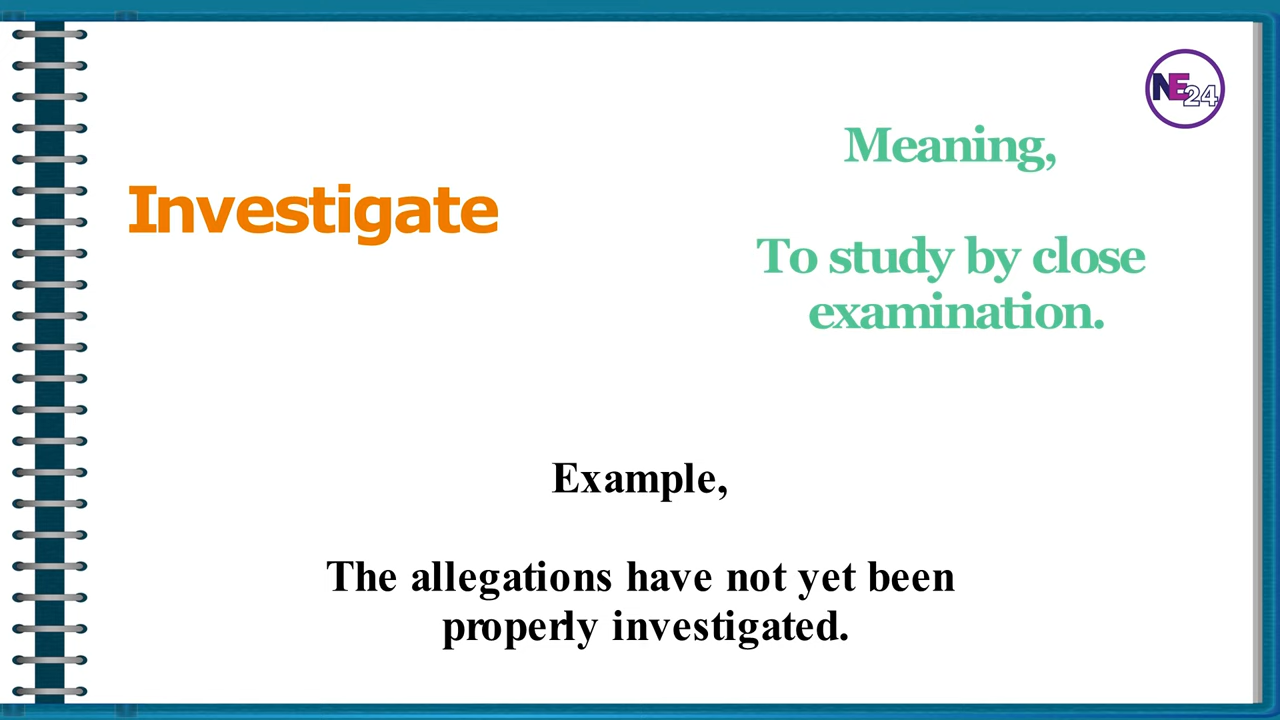 NE24
Investigate
Meaning,
To study by close
examination.
Example,
The allegations have not yet been
properly investigated.